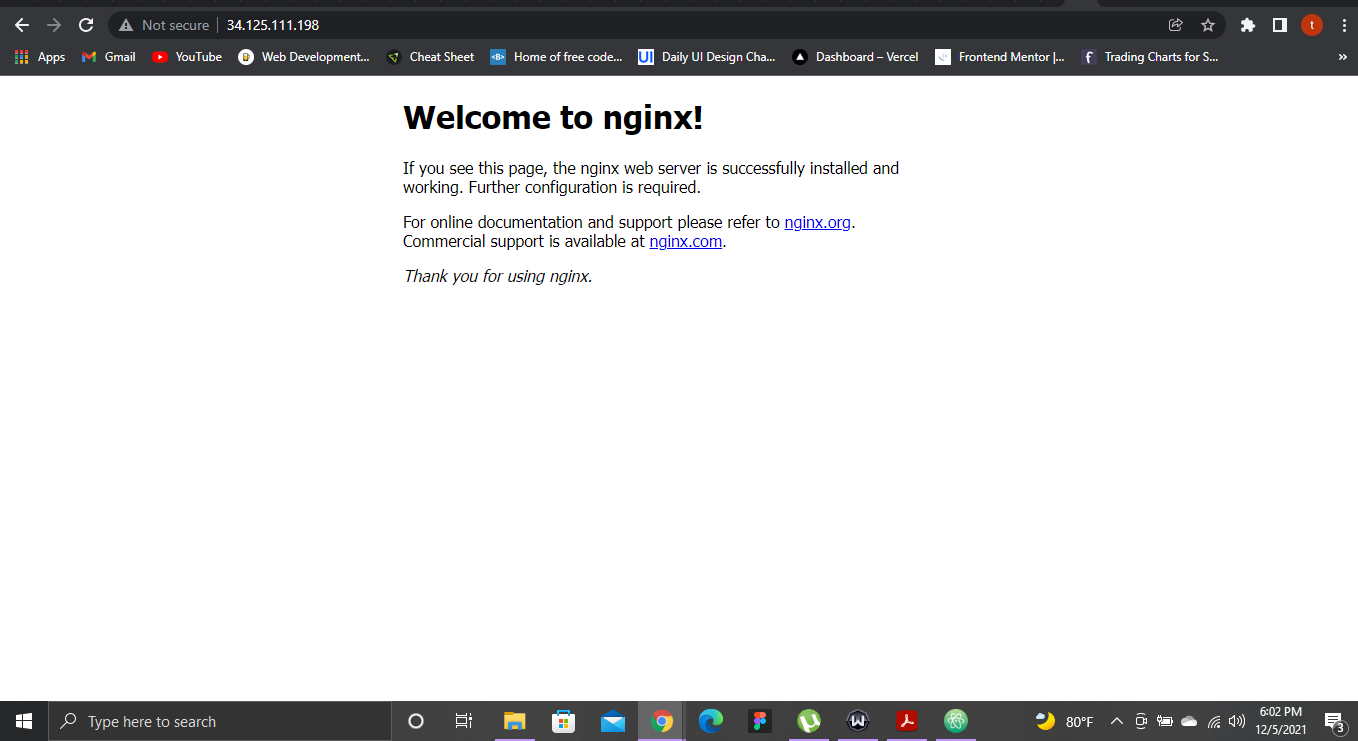 Not secure 34.125.111.198 t
Apps Gmail YouTube Web Development... Cheat Sheet <B> Home of free code... UI Daily UI Design Cha... Dashboard – Vercel Frontend Mentor |... f Trading Charts for S... »
Welcome to nginx!
If you see this page, the nginx web server is successfully installed and
working. Further configuration is required.
For online documentation and support please refer to nginx.org.
Commercial support is available at nginx.com.
Thank you for using nginx.
Type here to search 80°F 6:02 PM
12/5/2021 3